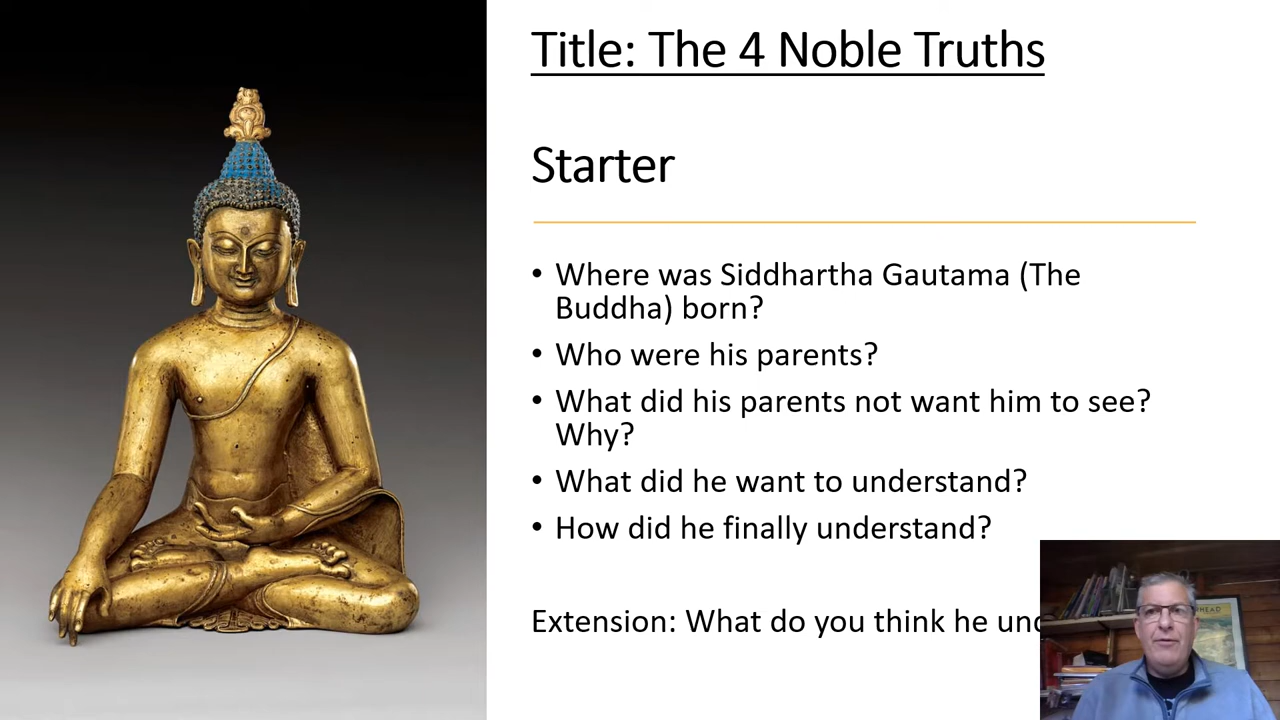 Title: The 4 Noble Truths
Starter
• Where was Siddhartha Gautama (The
Buddha) born?
• Who were his parents?
• What did his parents not want him to see?
Why?
• What did he want to understand?
• How did he finally understand?
Extension: What do you think he
HEAD